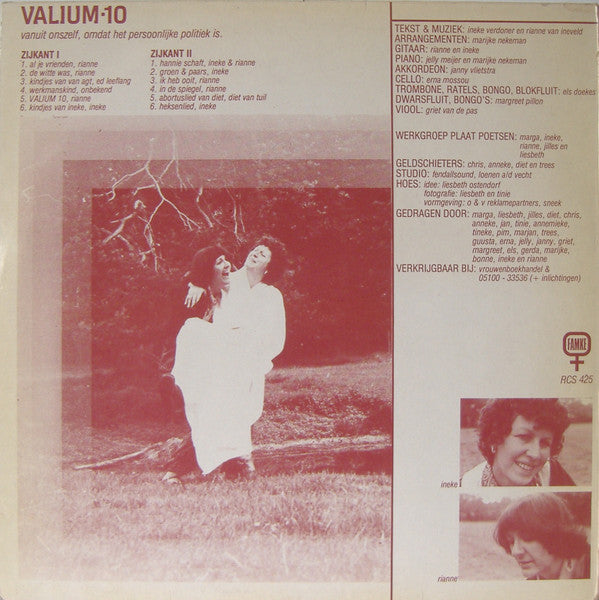 VALIUM·10
vanuit onszelf, omdat het persoonlijke politiek is.
ZIJKANT I
1. al je vrienden, rianne
2. de witte was, rianne
3. kindjes van van agt, ed leeflang
4. werkmanskind, onbekend
5. VALIUM 10, rianne
6. kindjes van ineke, ineke
ZIJKANT II
1. hannie schaft, ineke & rianne
2. groen & paars, ineke
3. ik heb ooit, rianne
4. in de spiegel, rianne
5. abortuslied van diet, diet van tuil
6. heksenlied, ineke
TEKST & MUZIEK: ineke verdoner en rianne van ineveld
ARRANGEMENTEN: marijke nekeman
GITAAR: rianne en ineke
PIANO: jelly meijer en marijke nekeman
AKKORDEON: janny vlietstra
CELLO: erna mossou
TROMBONE, RATELS, BONGO, BLOKFLUIT: els doekes
DWARSFLUIT, BONGO'S: margreet pillon
VIOOL: griet van de pas
WERKGROEP PLAAT POETSEN: marga, ineke,
rianne, jilles en
liesbeth
GELDSCHIETERS: chris, anneke, diet en trees
STUDIO: fendallsound, loenen a/d vecht
HOES: idee: liesbeth ostendorf
fotografie: liesbeth en tinie
vormgeving: o & v reklamepartners, sneek
GEDRAGEN DOOR: marga, liesbeth, jilles, diet, chris,
anneke, jan, tinie, annemieke,
tineke, pim, marjan, trees,
guusta, erna, jelly, janny, griet,
margreet, els, gerda, marijke,
bonne, ineke en rianne
VERKRIJGBAAR BIJ: vrouwenboekhandel &
05100 - 33536 (+ inlichtingen)
FAMKE
RCS 425
ineke
rianne